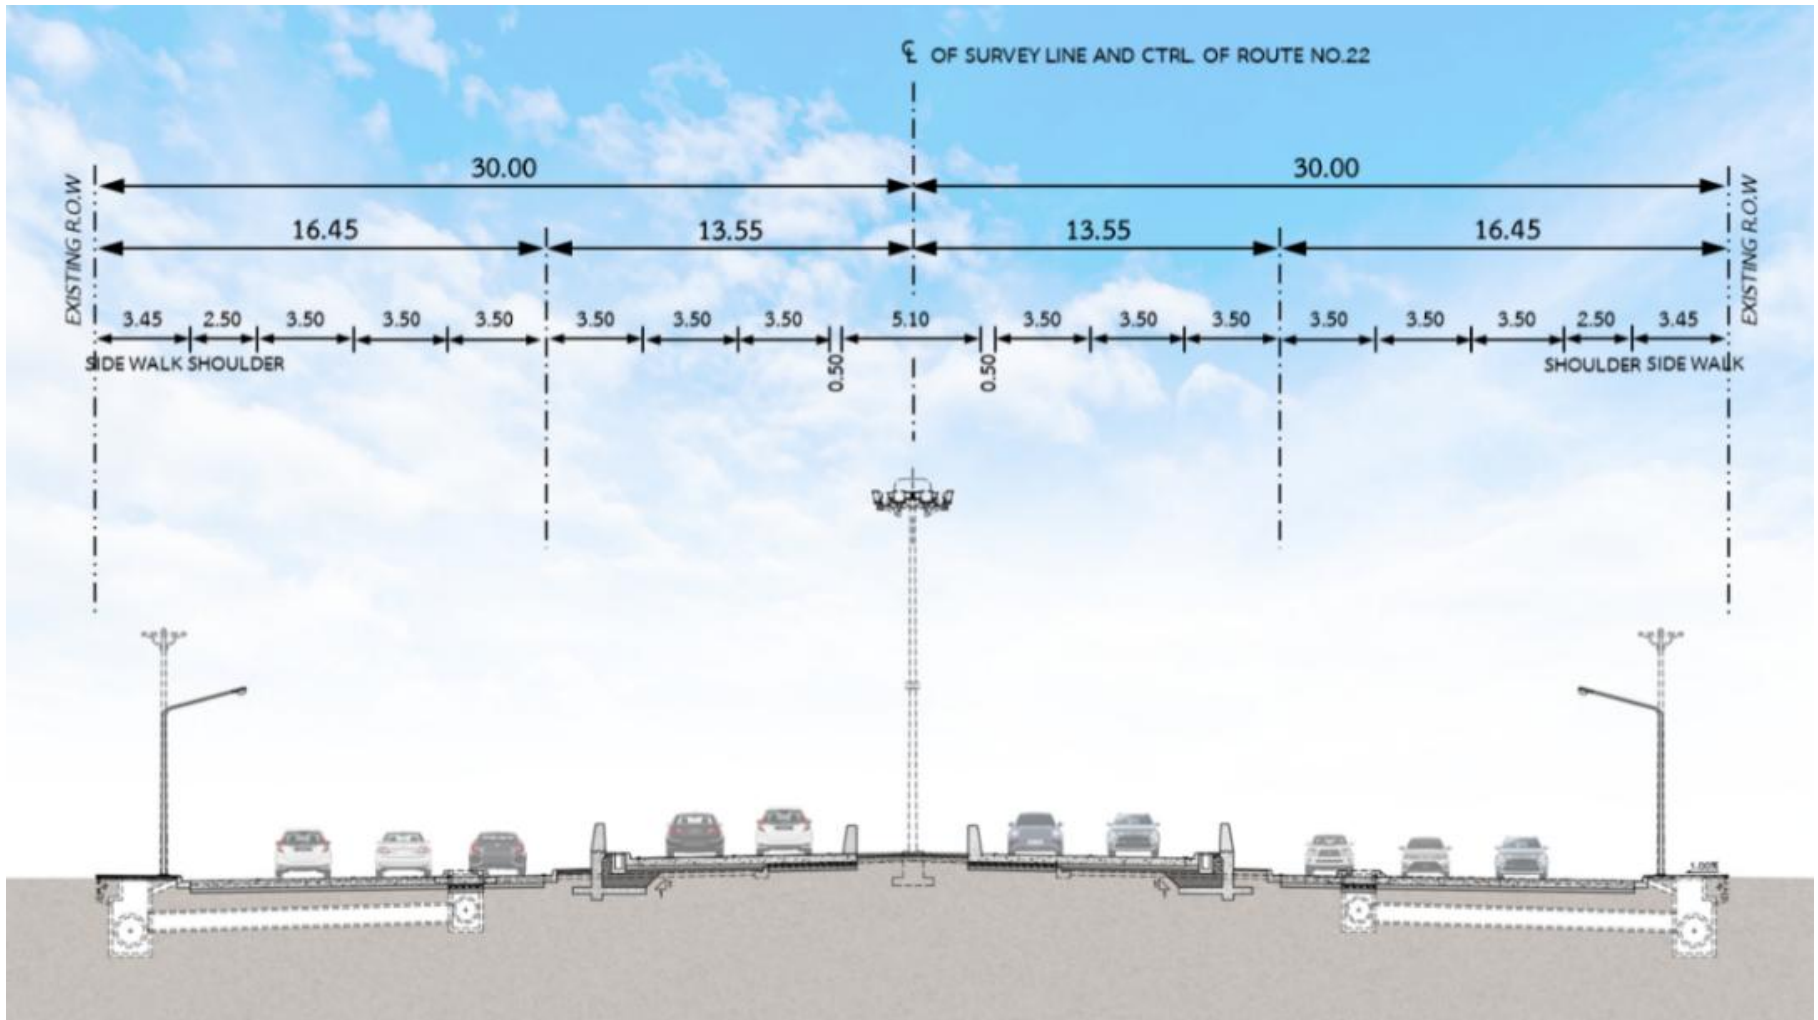 ℄ OF SURVEY LINE AND CTRL. OF ROUTE NO.22
30.00 30.00
16.45 13.55 13.55 16.45
EXISTING R.O.W
EXISTING R.O.W
3.45 2.50 3.50 3.50 3.50 3.50 3.50 3.50 5.10 3.50 3.50 3.50 3.50 3.50 3.50 2.50 3.45
0.50 0.50
SIDE WALK SHOULDER SHOULDER SIDE WALK
1.00%